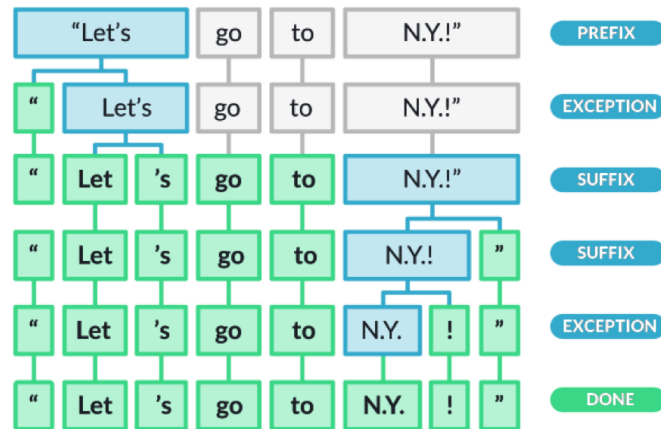 “Let’s go to N.Y.!” PREFIX
“ Let’s go to N.Y.!” EXCEPTION
“ Let ’s go to N.Y.!” SUFFIX
“ Let ’s go to N.Y.! ” SUFFIX
“ Let ’s go to N.Y. ! ” EXCEPTION
“ Let ’s go to N.Y. ! ” DONE